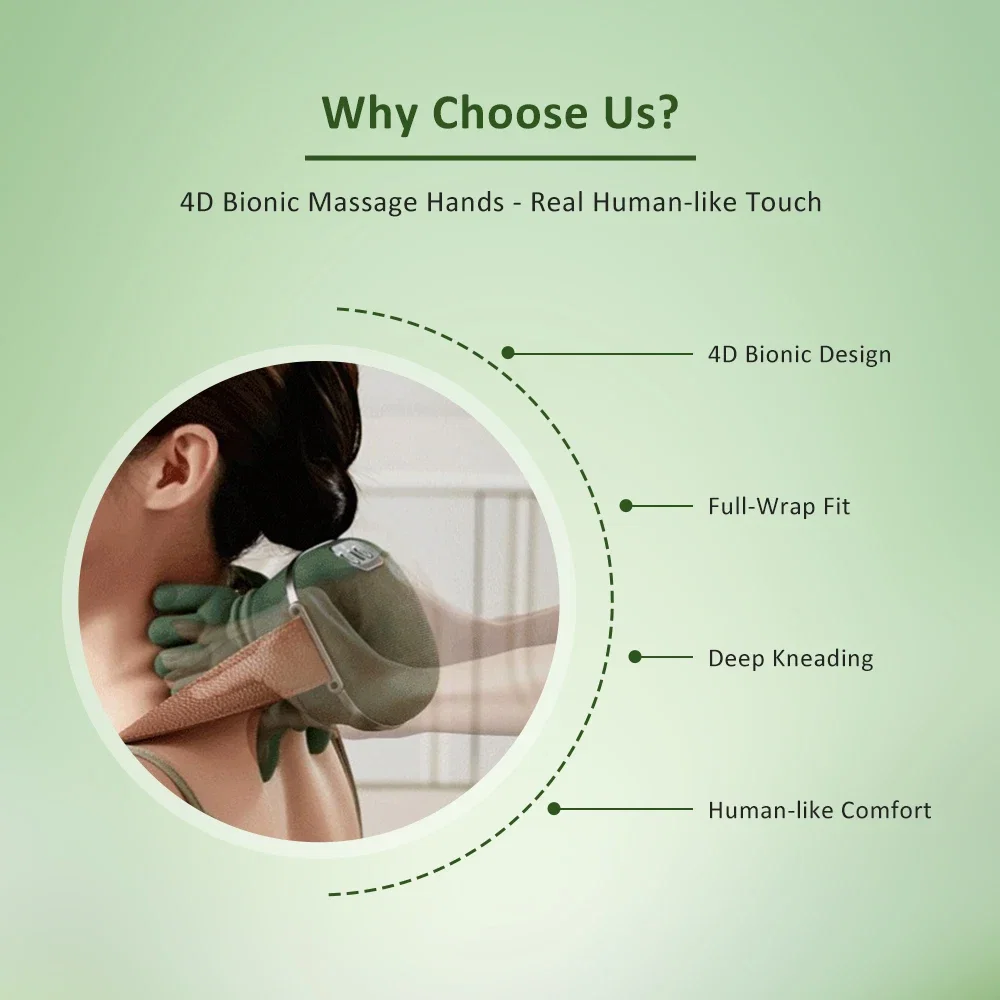 Why Choose Us?
4D Bionic Massage Hands - Real Human-like Touch
4D Bionic Design
Full-Wrap Fit
Deep Kneading
Human-like Comfort